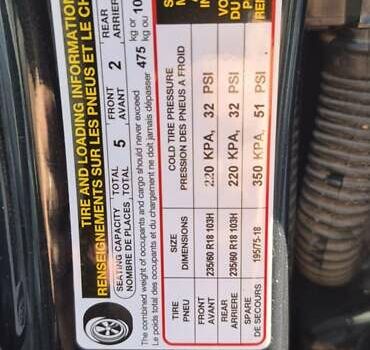 TIRE AND LOADING INFORMATION
RENSEIGNEMENTS SUR LES PNEUS ET LE CH
SEATING CAPACITY TOTAL 5 FRONT 2 REAR
NOMBRE DE PLACES TOTAL AVANT ARRIÈRE
The combined weight of occupants and cargo should never exceed 475 kg or 10
Le poids total des occupants et du chargement ne doit jamais dépasser kg ou
TIRE SIZE COLD TIRE PRESSURE
PNEU DIMENSIONS PRESSION DES PNEUS A FROID
FRONT 235/60 R18 103H 220 KPA, 32 PSI
AVANT
REAR 235/60 R18 103H 220 KPA, 32 PSI
ARRIERE
SPARE 195/75-18 350 KPA, 51 PSI
DE SECOURS